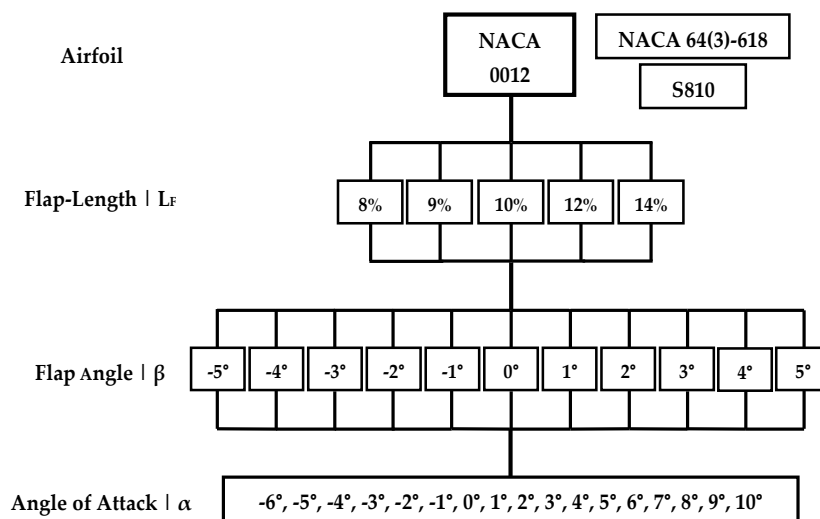 Airfoil
NACA
0012
NACA 64(3)-618
S810
Flap-Length | LF
8% 9% 10% 12% 14%
Flap Angle | β
-5° -4° -3° -2° -1° 0° 1° 2° 3° 4° 5°
Angle of Attack | α
-6°, -5°, -4°, -3°, -2°, -1°, 0°, 1°, 2°, 3°, 4°, 5°, 6°, 7°, 8°, 9°, 10°